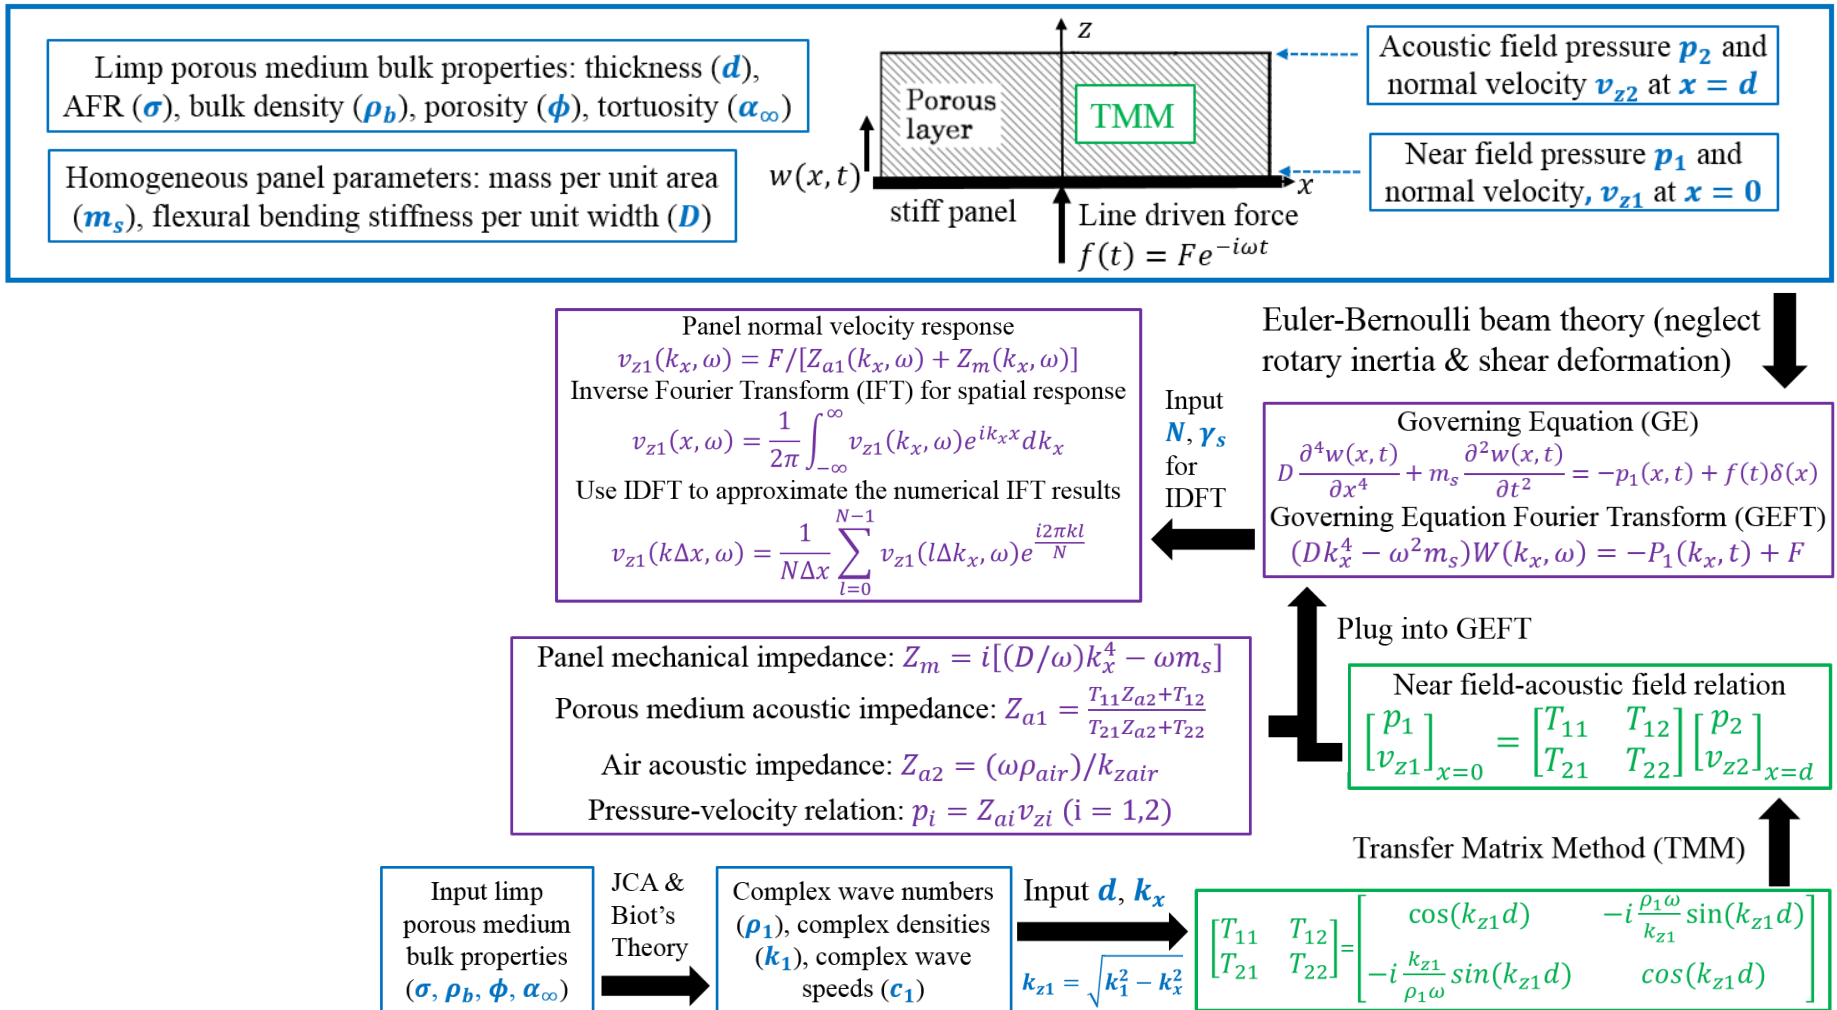 Limp porous medium bulk properties: thickness (d),
AFR (σ), bulk density (ρ_b), porosity (ϕ), tortuosity (α_∞)
Homogeneous panel parameters: mass per unit area
(m_s), flexural bending stiffness per unit width (D)
z
Porous
layer
TMM
w(x, t)
x
stiff panel
Line driven force
f(t) = Fe^{-iωt}
Acoustic field pressure p_2 and
normal velocity v_{z2} at x = d
Near field pressure p_1 and
normal velocity, v_{z1} at x = 0
Euler-Bernoulli beam theory (neglect
rotary inertia & shear deformation)
Governing Equation (GE)
D ∂^4w(x, t)/∂x^4 + m_s ∂^2w(x, t)/∂t^2 = −p_1(x, t) + f(t)δ(x)
Governing Equation Fourier Transform (GEFT)
(Dk_x^4 − ω^2m_s)W(k_x, ω) = −P_1(k_x, t) + F
Input
N, γ_s
for
IDFT
Panel normal velocity response
v_{z1}(k_x, ω) = F/[Z_{a1}(k_x, ω) + Z_m(k_x, ω)]
Inverse Fourier Transform (IFT) for spatial response
v_{z1}(x, ω) = 1/2π ∫_{−∞}^{∞} v_{z1}(k_x, ω)e^{ik_x x}dk_x
Use IDFT to approximate the numerical IFT results
v_{z1}(kΔx, ω) = 1/NΔx ∑_{l=0}^{N−1} v_{z1}(lΔk_x, ω)e^{i2πkl/N}
Plug into GEFT
Panel mechanical impedance: Z_m = i[(D/ω)k_x^4 − ωm_s]
Porous medium acoustic impedance: Z_{a1} = T_{11}Z_{a2}+T_{12}/T_{21}Z_{a2}+T_{22}
Air acoustic impedance: Z_{a2} = (ωρ_{air})/k_{zair}
Pressure-velocity relation: p_i = Z_{ai}v_{zi} (i = 1,2)
Near field-acoustic field relation
[p_1 v_{z1}]_{x=0} = [T_{11} T_{12} T_{21} T_{22}] [p_2 v_{z2}]_{x=d}
Transfer Matrix Method (TMM)
Input limp
porous medium
bulk properties
(σ, ρ_b, ϕ, α_∞)
JCA &
Biot's
Theory
Complex wave numbers
(ρ_1), complex densities
(k_1), complex wave
speeds (c_1)
Input d, k_x
k_{z1} = √(k_1^2 − k_x^2)
[T_{11} T_{12} T_{21} T_{22}] = [cos(k_{z1}d) −i ρ_1ω/k_{z1} sin(k_{z1}d) −i k_{z1}/ρ_1ω sin(k_{z1}d) cos(k_{z1}d)]